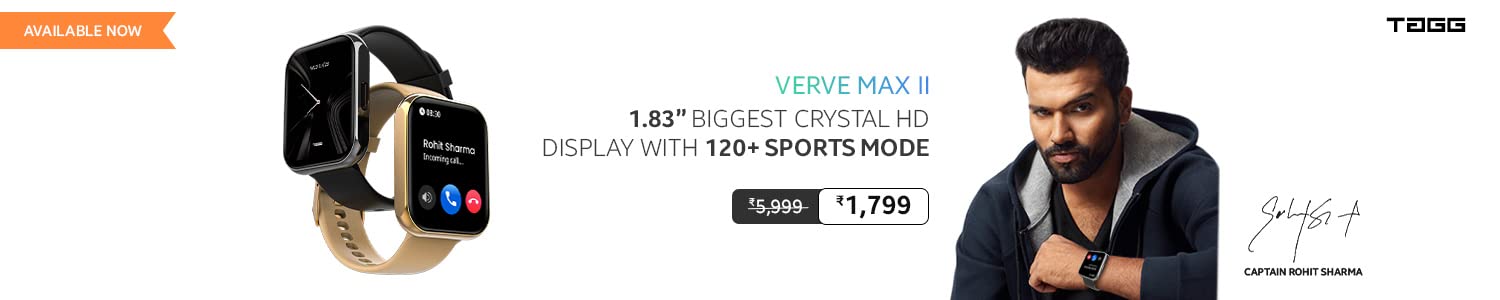 AVAILABLE NOW
TAGG
08:30
Rohit Sharma
Incoming call...
VERVE MAX II
1.83” BIGGEST CRYSTAL HD
DISPLAY WITH 120+ SPORTS MODE
₹5,999 ₹1,799
CAPTAIN ROHIT SHARMA